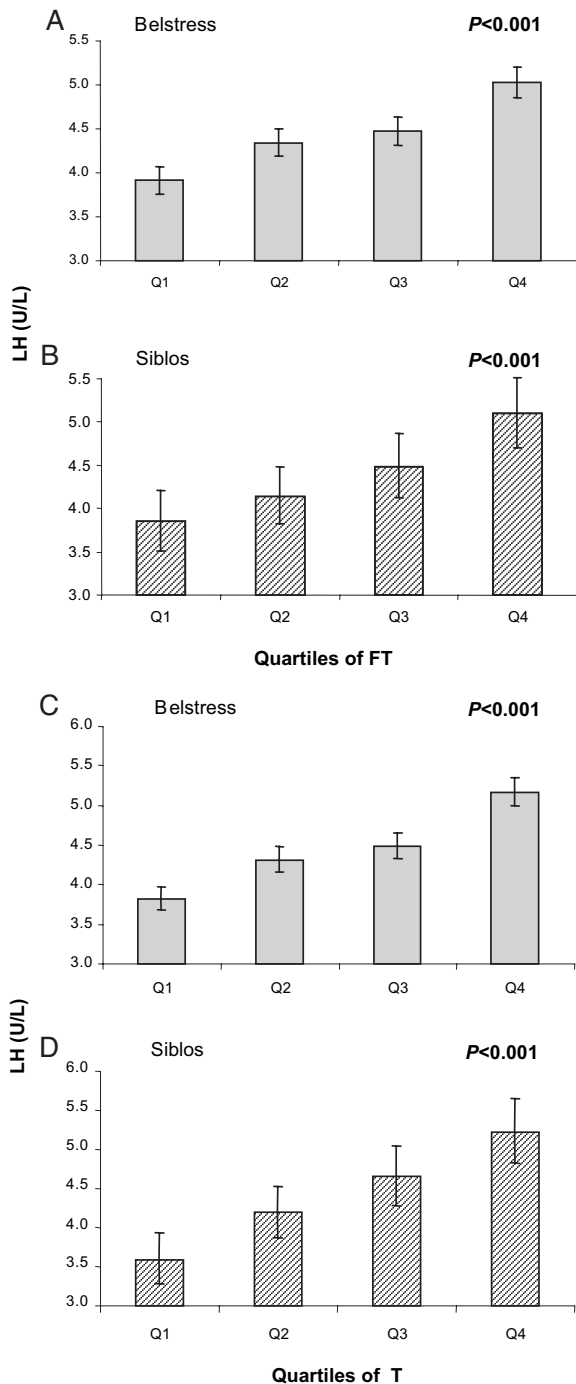 A Belstress P<0.001
5.5
5.0
4.5
4.0
3.5
3.0
Q1 Q2 Q3 Q4
LH (U/L)
B Siblos P<0.001
5.5
5.0
4.5
4.0
3.5
3.0
Q1 Q2 Q3 Q4
Quartiles of FT
C Belstress P<0.001
6.0
5.5
5.0
4.5
4.0
3.5
3.0
Q1 Q2 Q3 Q4
LH (U/L)
D Siblos P<0.001
6.0
5.5
5.0
4.5
4.0
3.5
3.0
Q1 Q2 Q3 Q4
Quartiles of T